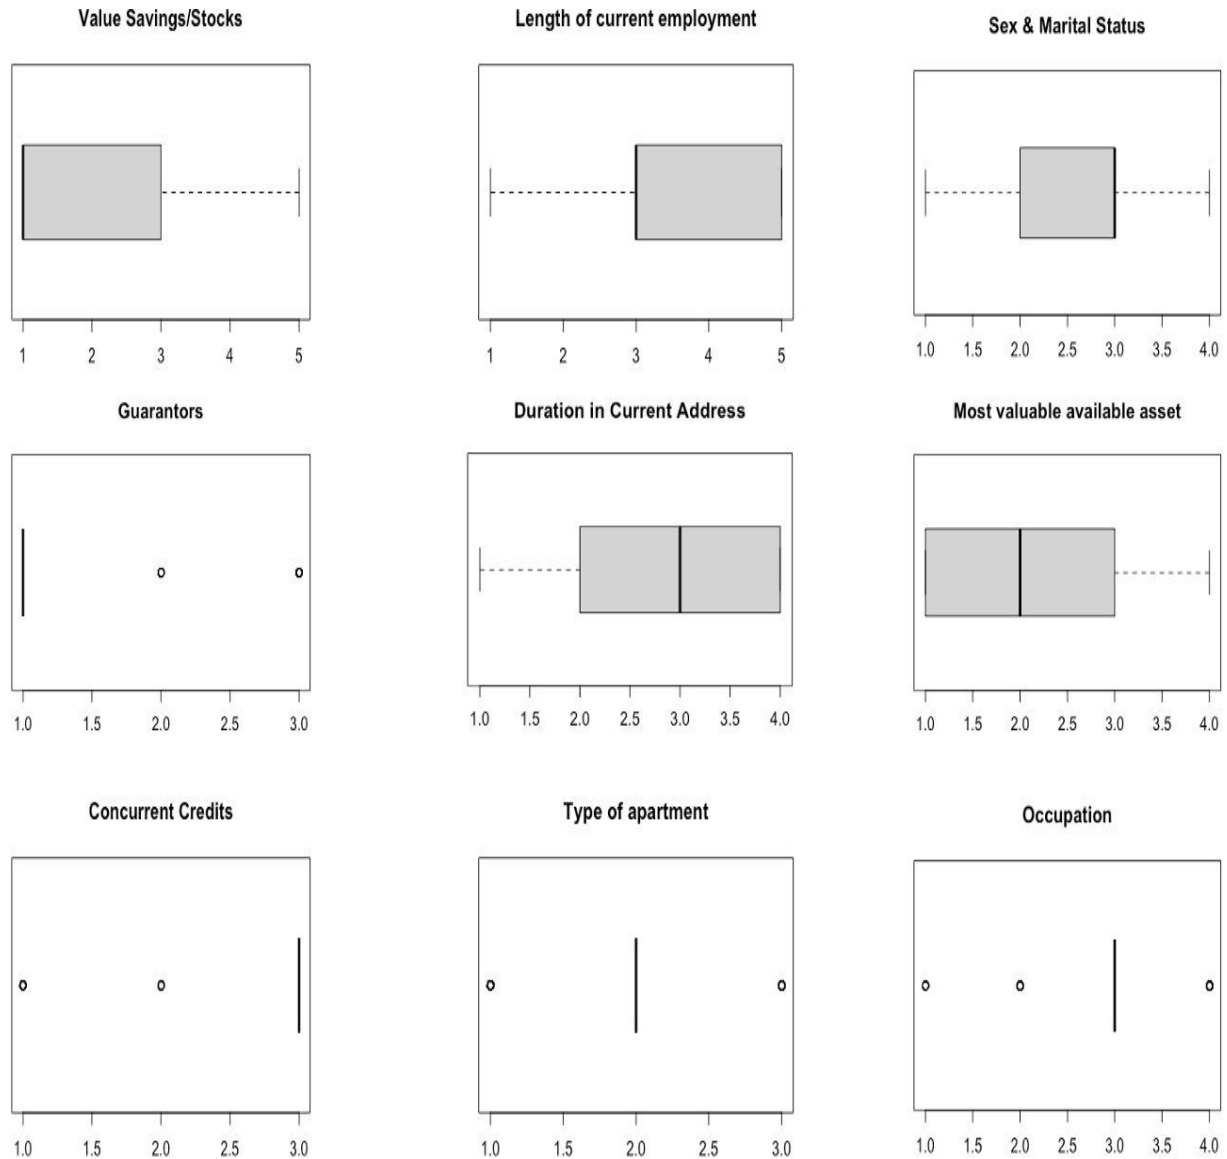 Value Savings/Stocks
Length of current employment
Sex & Marital Status
1 2 3 4 5
1 2 3 4 5
1.0 1.5 2.0 2.5 3.0 3.5 4.0
Guarantors
Duration in Current Address
Most valuable available asset
1.0 1.5 2.0 2.5 3.0
1.0 1.5 2.0 2.5 3.0 3.5 4.0
1.0 1.5 2.0 2.5 3.0 3.5 4.0
Concurrent Credits
Type of apartment
Occupation
1.0 1.5 2.0 2.5 3.0
1.0 1.5 2.0 2.5 3.0
1.0 1.5 2.0 2.5 3.0 3.5 4.0